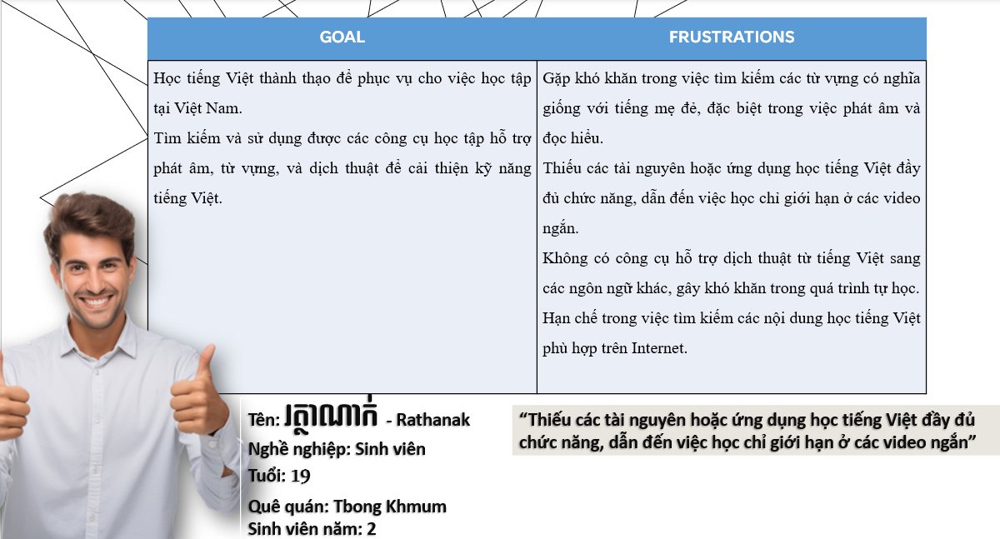 GOAL
FRUSTRATIONS
Học tiếng Việt thành thạo để phục vụ cho việc học tập
tại Việt Nam.
Tìm kiếm và sử dụng được các công cụ học tập hỗ trợ
phát âm, từ vựng, và dịch thuật để cải thiện kỹ năng
tiếng Việt.
Gặp khó khăn trong việc tìm kiếm các từ vựng có nghĩa
giống với tiếng mẹ đẻ, đặc biệt trong việc phát âm và
đọc hiểu.
Thiếu các tài nguyên hoặc ứng dụng học tiếng Việt đầy
đủ chức năng, dẫn đến việc học chỉ giới hạn ở các video
ngắn.
Không có công cụ hỗ trợ dịch thuật từ tiếng Việt sang
các ngôn ngữ khác, gây khó khăn trong quá trình tự học.
Hạn chế trong việc tìm kiếm các nội dung học tiếng Việt
phù hợp trên Internet.
Tên: រត្ថាណាក់ - Rathanak
Nghề nghiệp: Sinh viên
Tuổi: 19
Quê quán: Tbong Khmum
Sinh viên năm: 2
“Thiếu các tài nguyên hoặc ứng dụng học tiếng Việt đầy đủ
chức năng, dẫn đến việc học chỉ giới hạn ở các video ngắn”